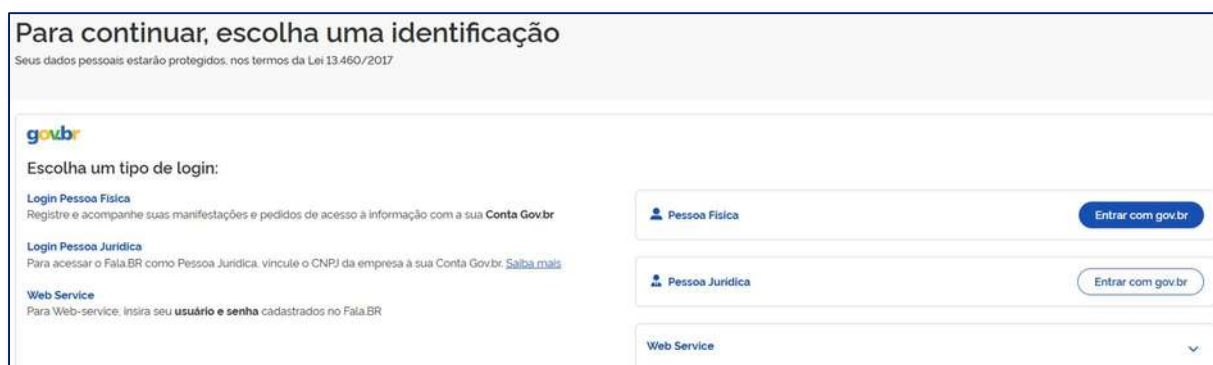 Para continuar, escolha uma identificação
Seus dados pessoais estarão protegidos, nos termos da Lei 13.460/2017
gov.br
Escolha um tipo de login:
Login Pessoa Física
Registre e acompanhe suas manifestações e pedidos de acesso à informação com a sua Conta Gov.br
Login Pessoa Jurídica
Para acessar o Fala.BR como Pessoa Jurídica, vincule o CNPJ da empresa à sua Conta Gov.br. Saiba mais
Web Service
Para Web-service, insira seu usuário e senha cadastrados no Fala.BR
Pessoa Física
Entrar com gov.br
Pessoa Jurídica
Entrar com gov.br
Web Service